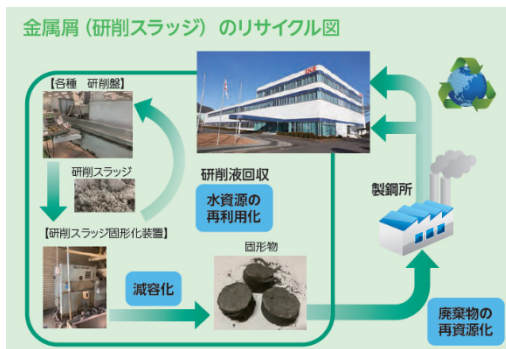 金属屑（研削スラッジ）のリサイクル図
【各種　研削盤】
研削スラッジ
【研削スラッジ固形化装置】
研削液回収
水資源の
再利用化
減容化
固形物
製鋼所
廃棄物の
再資源化